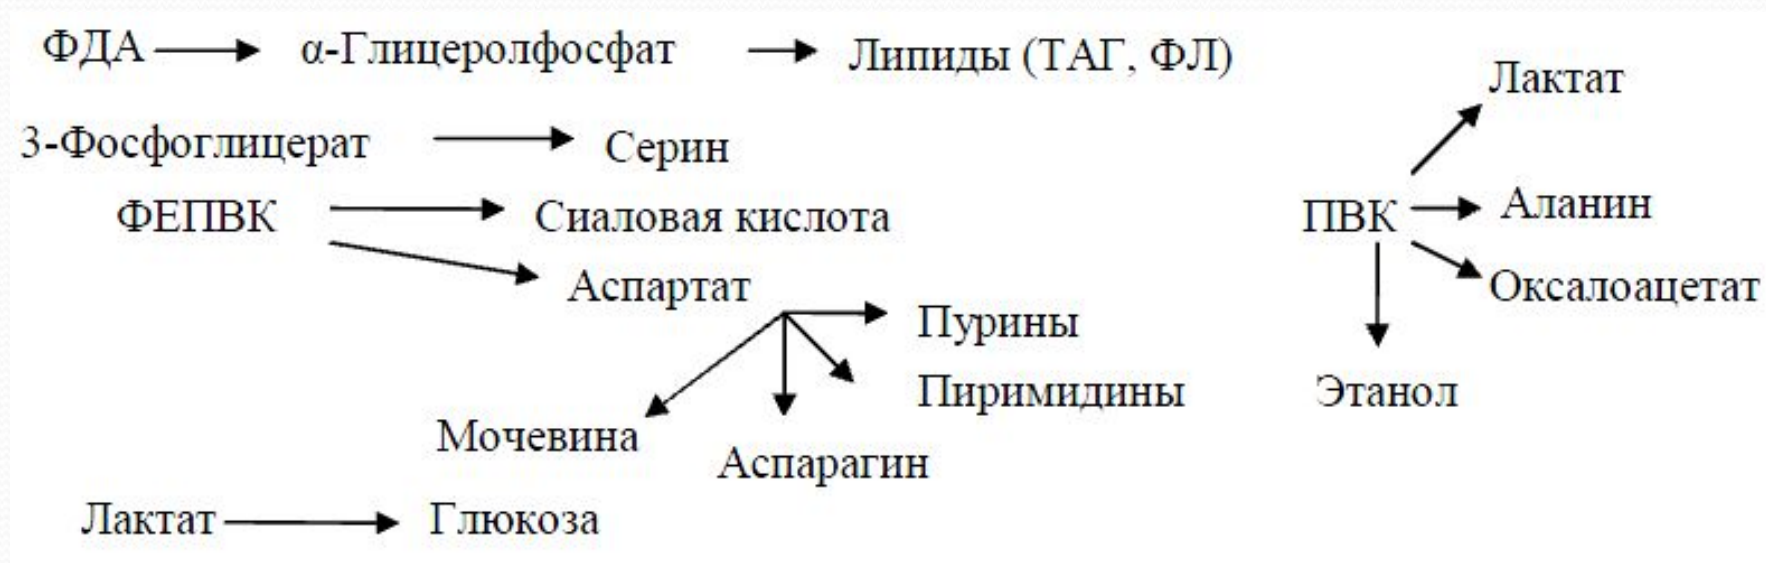 ФДА α-Глицеролфосфат Липиды (ТАГ, ФЛ)
3-Фосфоглицерат Серин
ФЕПВК Сиаловая кислота
Аспартат
Пурины
Пиримидины
Мочевина
Аспарагин
Лактат Глюкоза
Лактат
ПВК Аланин
Оксалоацетат
Этанол